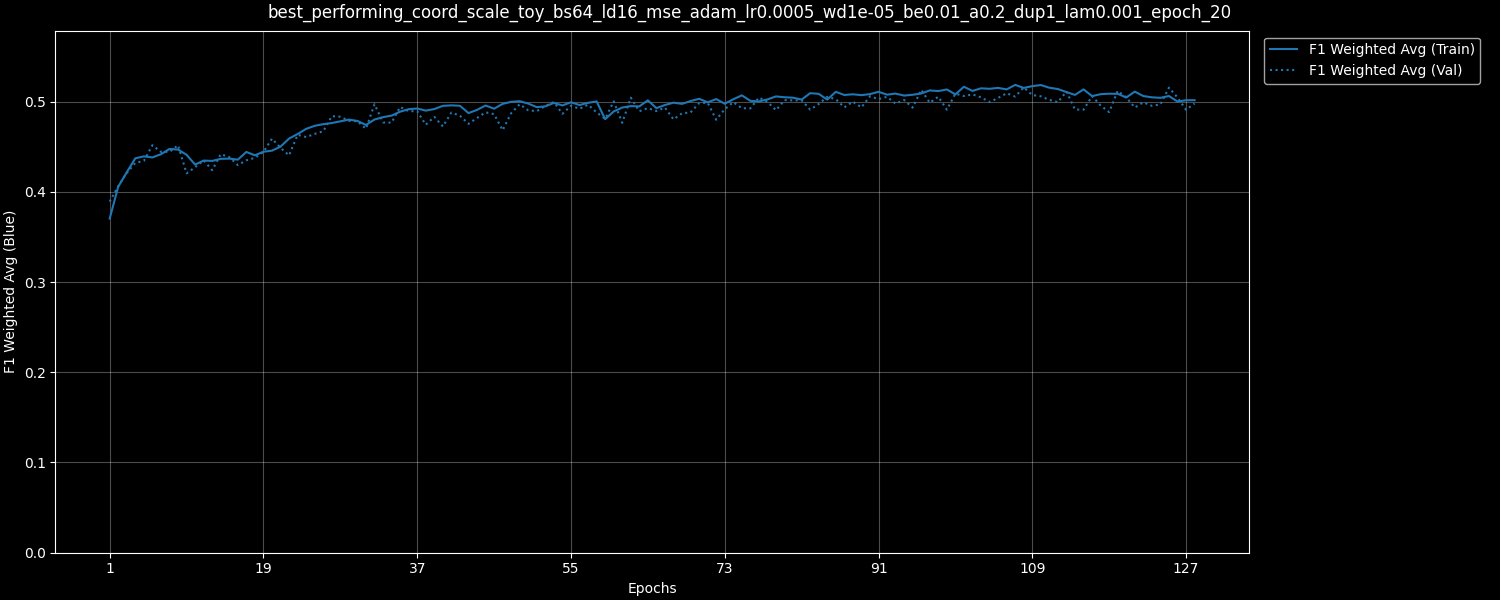 best_performing_coord_scale_toy_bs64_ld16_mse_adam_lr0.0005_wd1e-05_be0.01_a0.2_dup1_lam0.001_epoch_20
F1 Weighted Avg (Train)
F1 Weighted Avg (Val)
F1 Weighted Avg (Blue)
0.5
0.4
0.3
0.2
0.1
0.0
1 19 37 55 73 91 109 127
Epochs